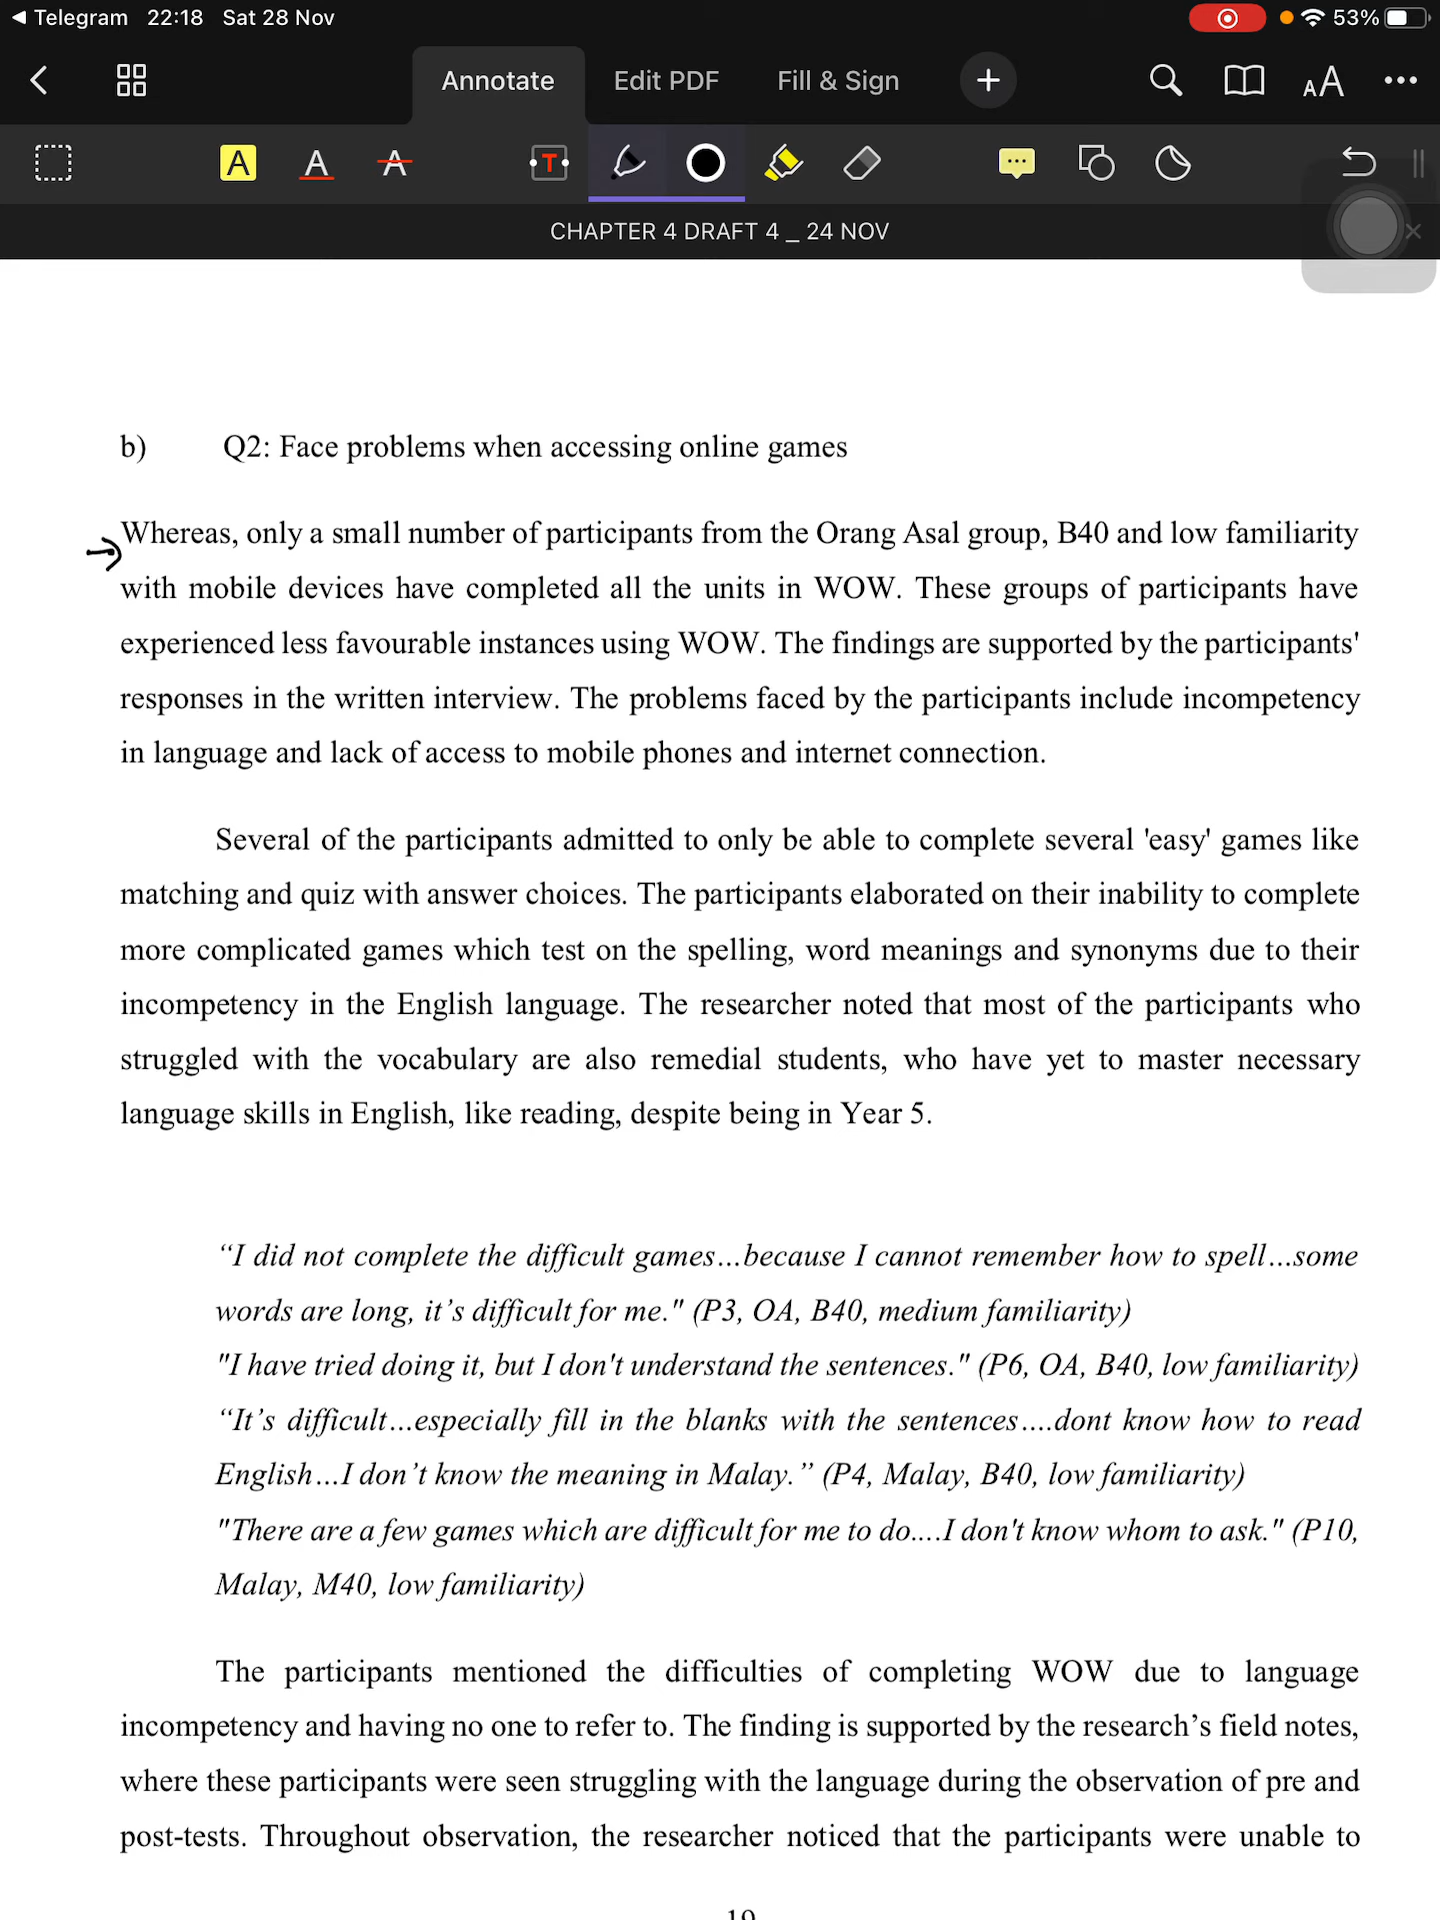 Telegram 22:18 Sat 28 Nov 53%
Annotate Edit PDF Fill & Sign
CHAPTER 4 DRAFT 4 _ 24 NOV
b) Q2: Face problems when accessing online games
Whereas, only a small number of participants from the Orang Asal group, B40 and low familiarity
with mobile devices have completed all the units in WOW. These groups of participants have
experienced less favourable instances using WOW. The findings are supported by the participants'
responses in the written interview. The problems faced by the participants include incompetency
in language and lack of access to mobile phones and internet connection.
Several of the participants admitted to only be able to complete several 'easy' games like
matching and quiz with answer choices. The participants elaborated on their inability to complete
more complicated games which test on the spelling, word meanings and synonyms due to their
incompetency in the English language. The researcher noted that most of the participants who
struggled with the vocabulary are also remedial students, who have yet to master necessary
language skills in English, like reading, despite being in Year 5.
“I did not complete the difficult games…because I cannot remember how to spell…some
words are long, it’s difficult for me." (P3, OA, B40, medium familiarity)
"I have tried doing it, but I don't understand the sentences." (P6, OA, B40, low familiarity)
“It’s difficult…especially fill in the blanks with the sentences….dont know how to read
English…I don’t know the meaning in Malay.” (P4, Malay, B40, low familiarity)
"There are a few games which are difficult for me to do….I don't know whom to ask." (P10,
Malay, M40, low familiarity)
The participants mentioned the difficulties of completing WOW due to language
incompetency and having no one to refer to. The finding is supported by the research’s field notes,
where these participants were seen struggling with the language during the observation of pre and
post-tests. Throughout observation, the researcher noticed that the participants were unable to